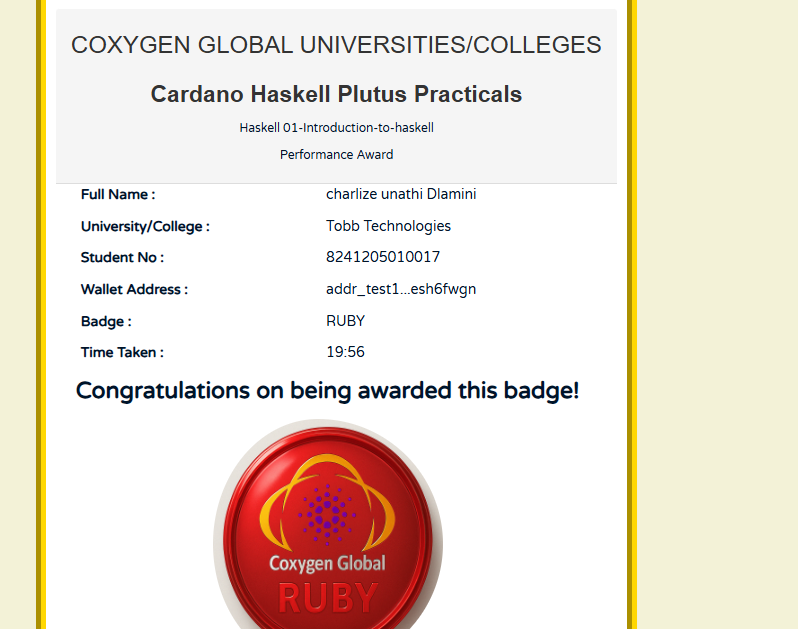 COXYGEN GLOBAL UNIVERSITIES/COLLEGES
Cardano Haskell Plutus Practicals
Haskell 01-Introduction-to-haskell
Performance Award
Full Name : charlize unathi Dlamini
University/College : Tobb Technologies
Student No : 8241205010017
Wallet Address : addr_test1...esh6fwgn
Badge : RUBY
Time Taken : 19:56
Congratulations on being awarded this badge!
Coxygen Global
RUBY